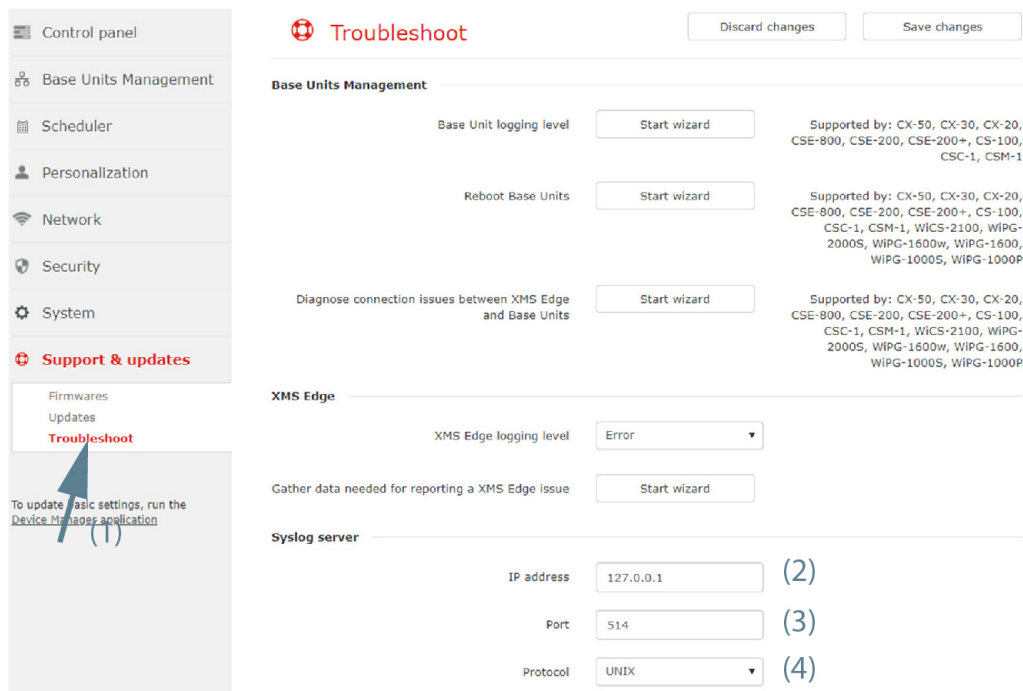 Control panel
Base Units Management
Scheduler
Personalization
Network
Security
System
Support & updates
Firmwares
Updates
Troubleshoot
To update basic settings, run the
Device Manager application
(1)
Troubleshoot
Discard changes
Save changes
Base Units Management
Base Unit logging level
Start wizard
Supported by: CX-50, CX-30, CX-20,
CSE-800, CSE-200, CSE-200+, CS-100,
CSC-1, CSM-1
Reboot Base Units
Start wizard
Supported by: CX-50, CX-30, CX-20,
CSE-800, CSE-200, CSE-200+, CS-100,
CSC-1, CSM-1, WiCS-2100, WiPG-
2000S, WiPG-1600w, WiPG-1600,
WiPG-1000S, WiPG-1000P
Diagnose connection issues between XMS Edge
and Base Units
Start wizard
Supported by: CX-50, CX-30, CX-20,
CSE-800, CSE-200, CSE-200+, CS-100,
CSC-1, CSM-1, WiCS-2100, WiPG-
2000S, WiPG-1600w, WiPG-1600,
WiPG-1000S, WiPG-1000P
XMS Edge
XMS Edge logging level
Error
Gather data needed for reporting a XMS Edge issue
Start wizard
Syslog server
IP address
127.0.0.1
(2)
Port
514
(3)
Protocol
UNIX
(4)